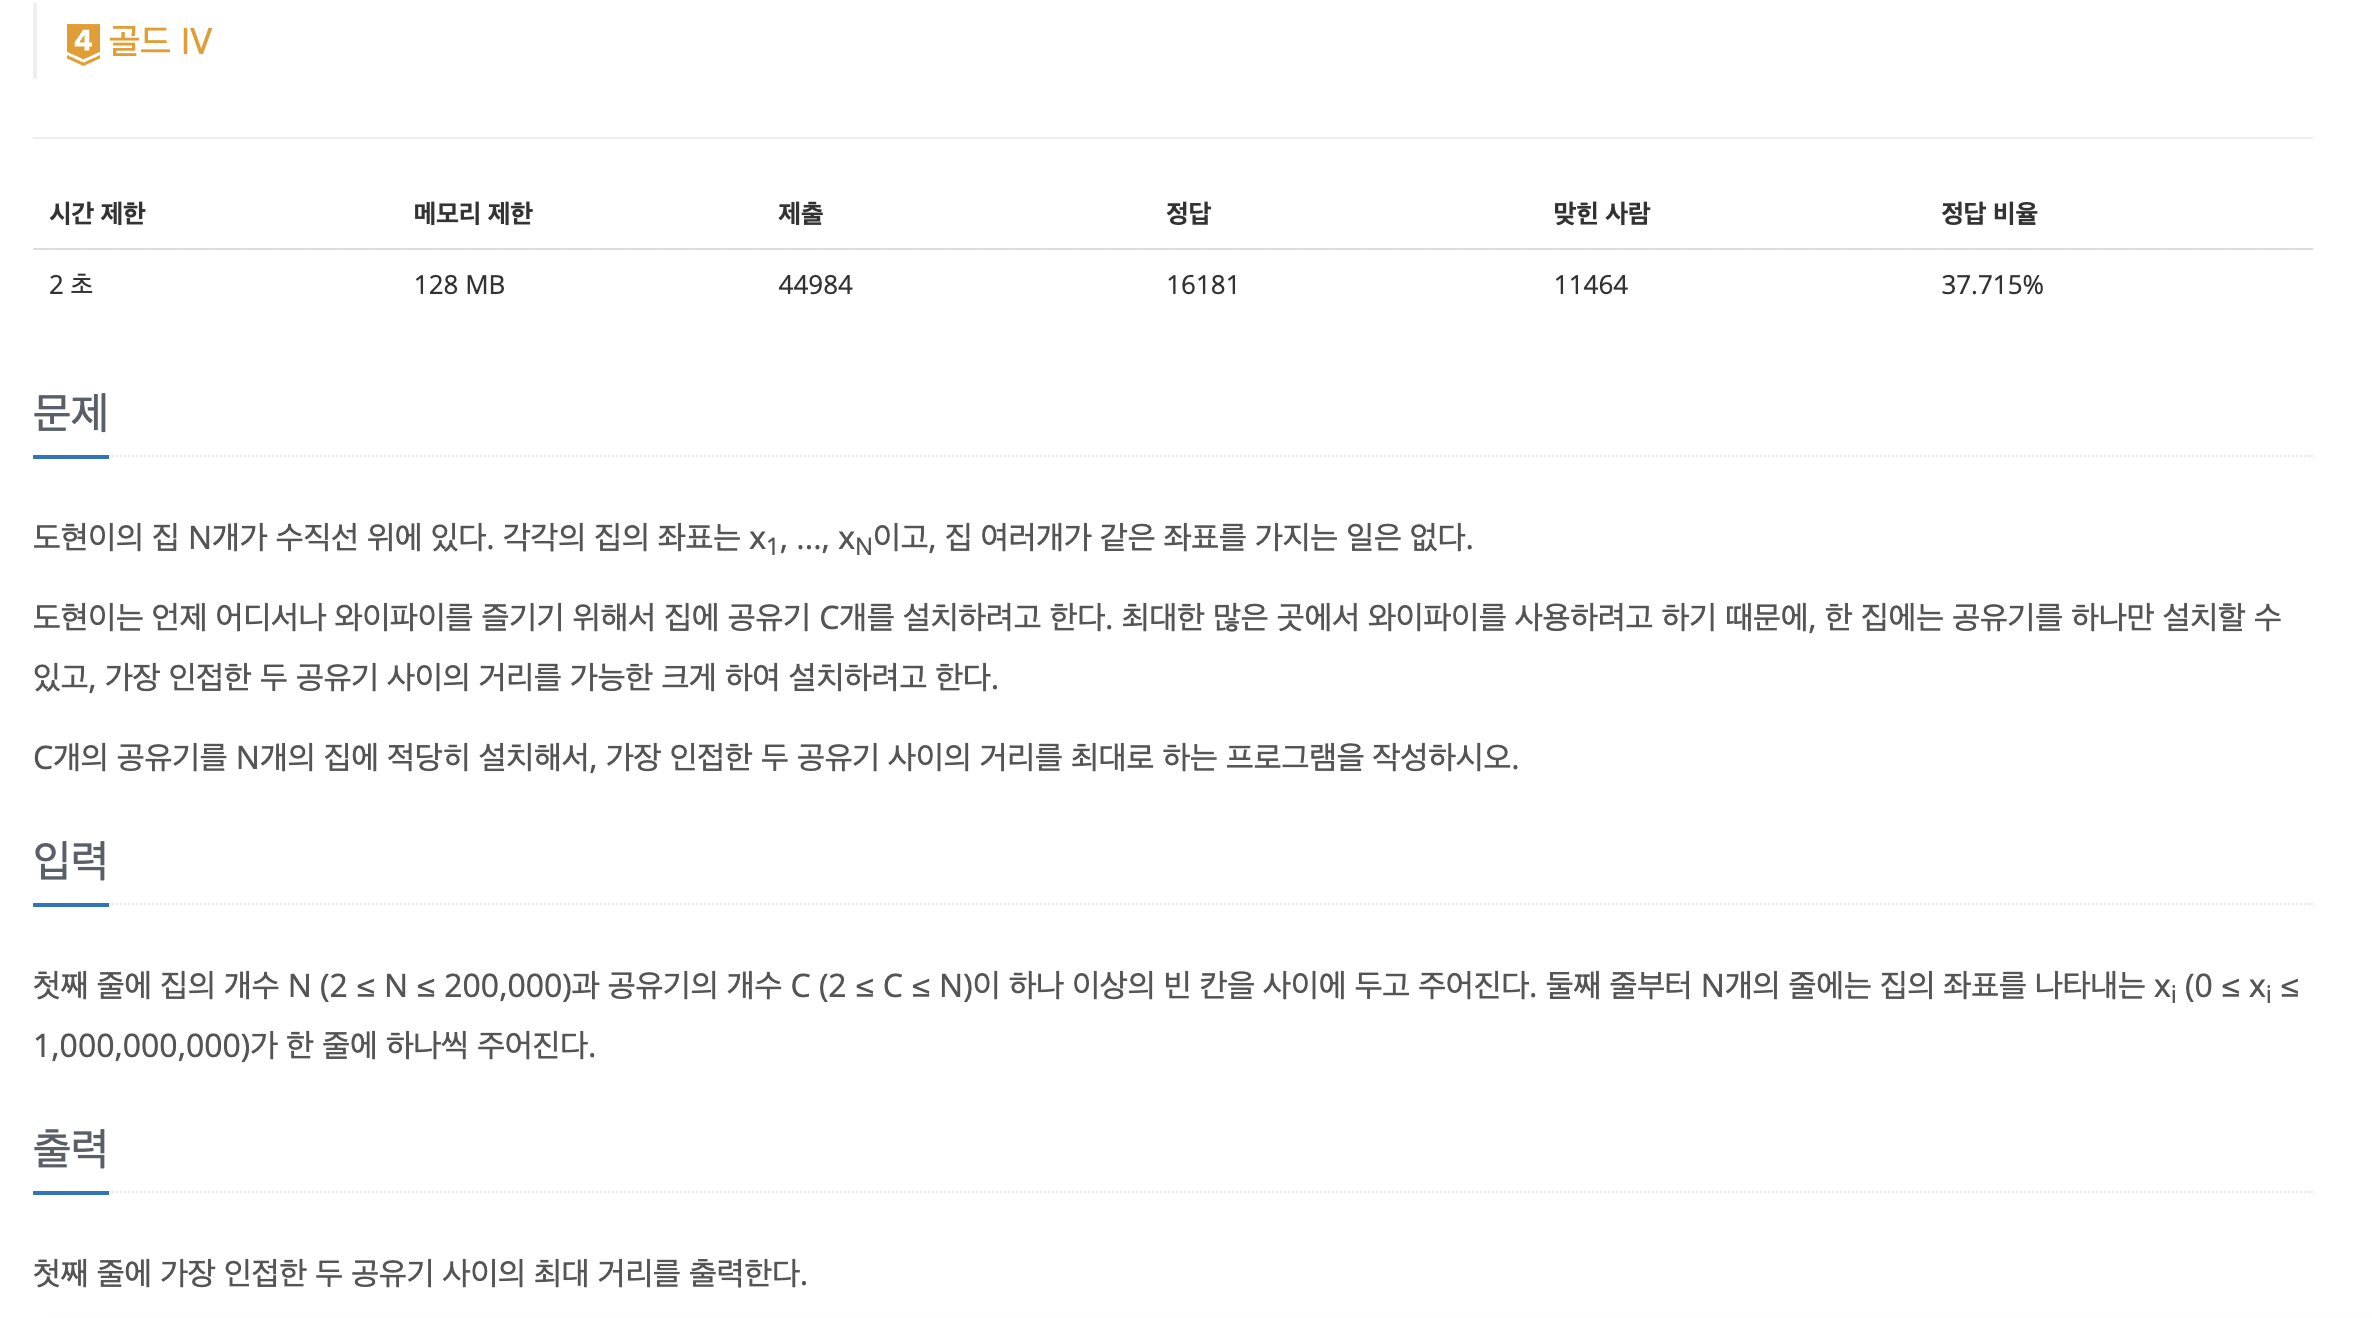 4 골드 IV
시간 제한 메모리 제한 제출 정답 맞힌 사람 정답 비율
2 초 128 MB 44984 16181 11464 37.715%
문제
도현이의 집 N개가 수직선 위에 있다. 각각의 집의 좌표는 x1, ..., xN이고, 집 여러개가 같은 좌표를 가지는 일은 없다.
도현이는 언제 어디서나 와이파이를 즐기기 위해서 집에 공유기 C개를 설치하려고 한다. 최대한 많은 곳에서 와이파이를 사용하려고 하기 때문에, 한 집에는 공유기를 하나만 설치할 수
있고, 가장 인접한 두 공유기 사이의 거리를 가능한 크게 하여 설치하려고 한다.
C개의 공유기를 N개의 집에 적당히 설치해서, 가장 인접한 두 공유기 사이의 거리를 최대로 하는 프로그램을 작성하시오.
입력
첫째 줄에 집의 개수 N (2 ≤ N ≤ 200,000)과 공유기의 개수 C (2 ≤ C ≤ N)이 하나 이상의 빈 칸을 사이에 두고 주어진다. 둘째 줄부터 N개의 줄에는 집의 좌표를 나타내는 xi (0 ≤ xi ≤
1,000,000,000)가 한 줄에 하나씩 주어진다.
출력
첫째 줄에 가장 인접한 두 공유기 사이의 최대 거리를 출력한다.